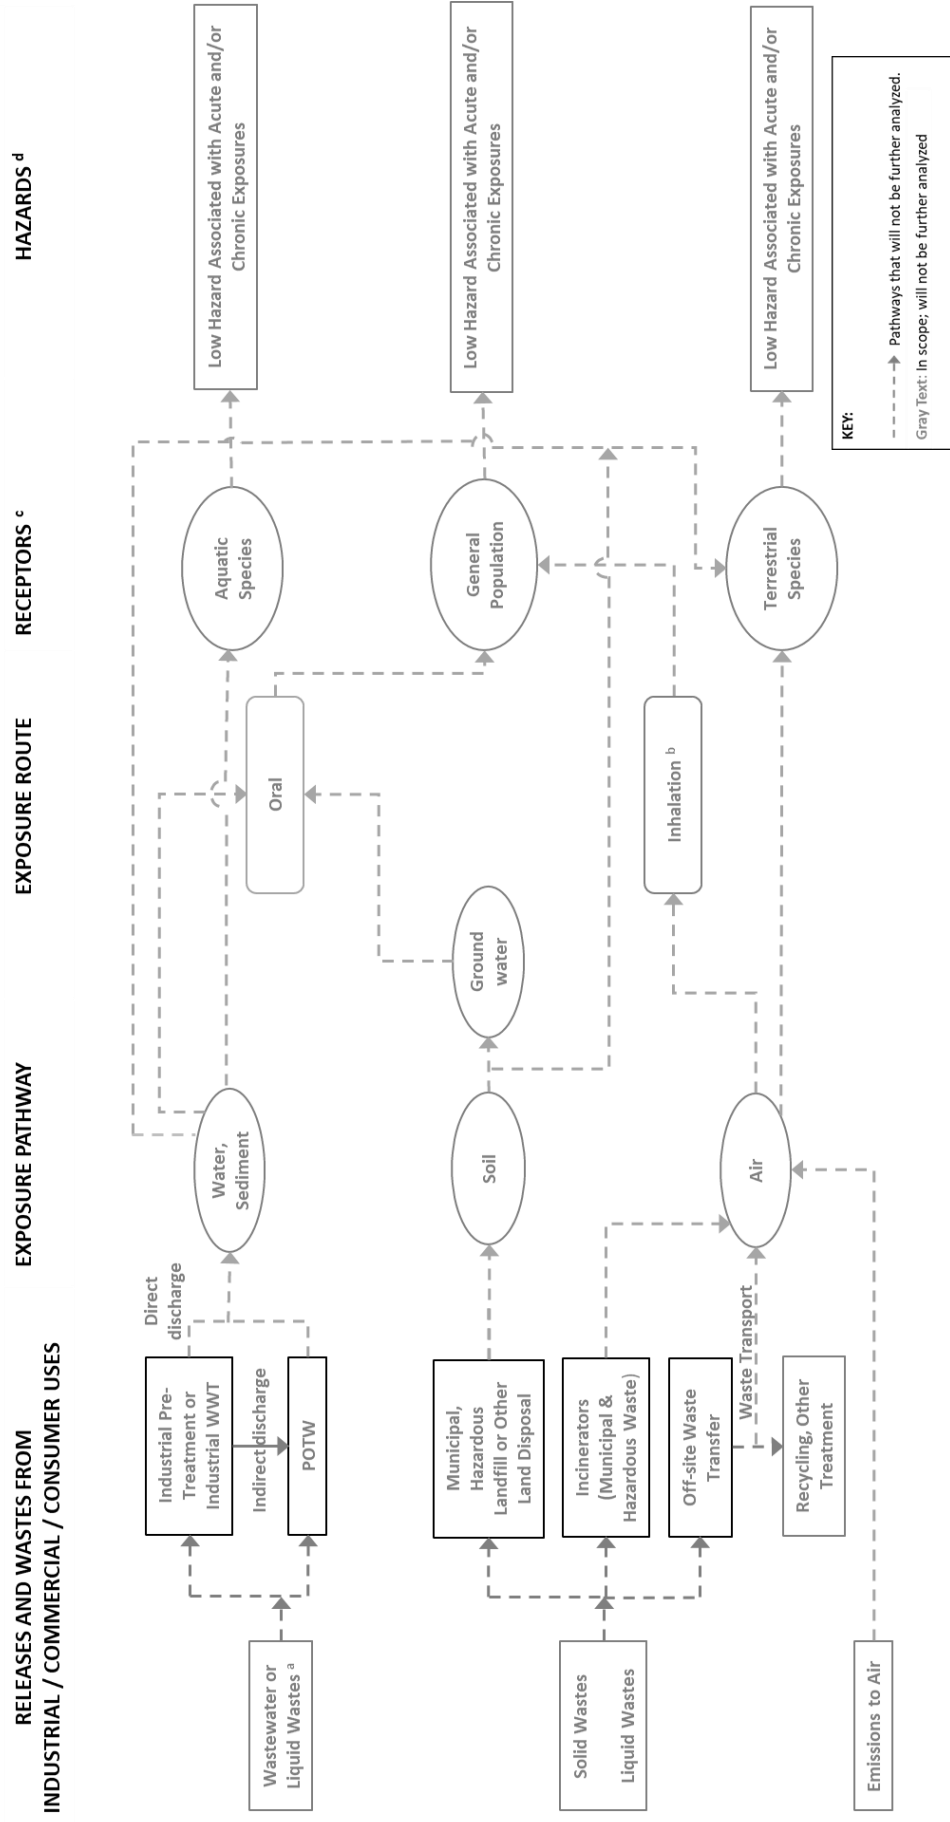 RELEASES AND WASTES FROM
INDUSTRIAL / COMMERCIAL / CONSUMER USES
EXPOSURE PATHWAY
EXPOSURE ROUTE
RECEPTORS c
HAZARDS d
Wastewater or
Liquid Wastes a
Industrial Pre-
Treatment or
Industrial WWT
Indirect discharge
POTW
Direct
discharge
Water,
Sediment
Oral
Aquatic
Species
Low Hazard Associated with Acute and/or
Chronic Exposures
Solid Wastes
Liquid Wastes
Municipal,
Hazardous
Landfill or Other
Land Disposal
Incinerators
(Municipal &
Hazardous Waste)
Off-site Waste
Transfer
Waste Transport
Recycling, Other
Treatment
Soil
Ground
water
General
Population
Low Hazard Associated with Acute and/or
Chronic Exposures
Emissions to Air
Air
Inhalation b
Terrestrial
Species
Low Hazard Associated with Acute and/or
Chronic Exposures
KEY:
Pathways that will not be further analyzed.
Gray Text: In scope; will not be further analyzed